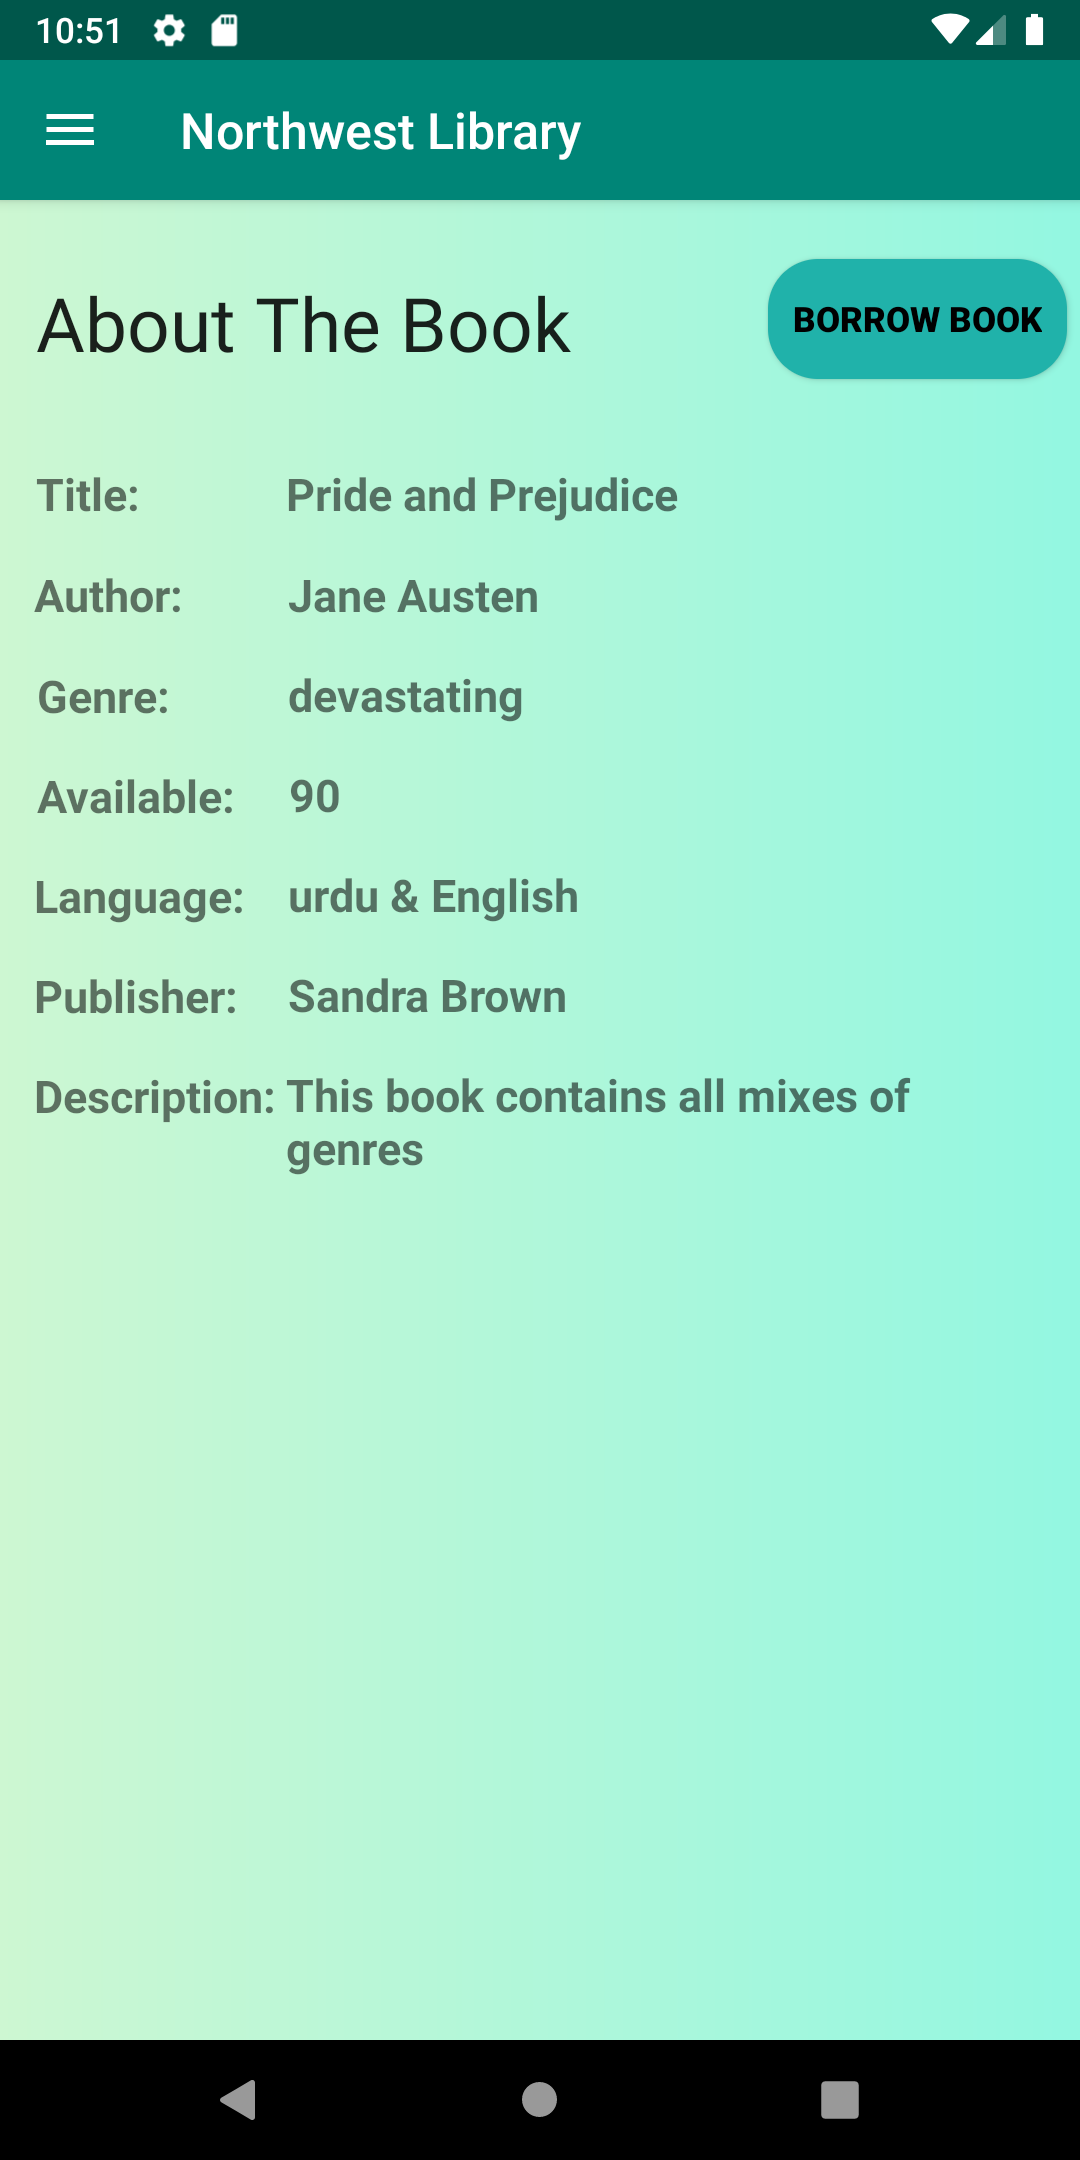 10:51
Northwest Library
About The Book
BORROW BOOK
Title: Pride and Prejudice
Author: Jane Austen
Genre: devastating
Available: 90
Language: urdu & English
Publisher: Sandra Brown
Description: This book contains all mixes of
genres